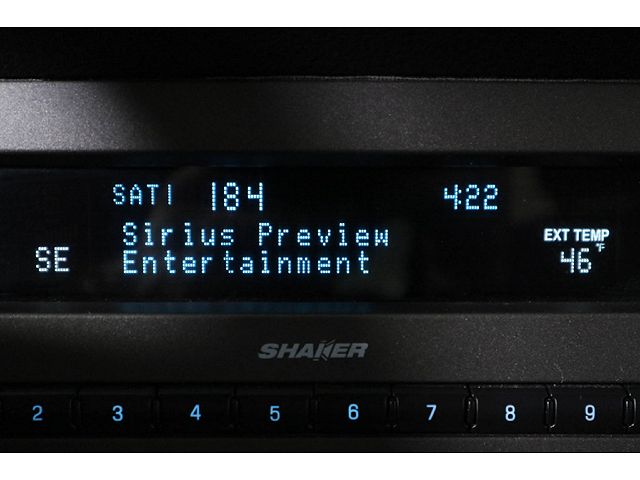 SAT1 184 4:22
Sirius Preview
EXT TEMP
SE Entertainment 46 °F
SHAKER
2 3 4 5 6 7 8 9